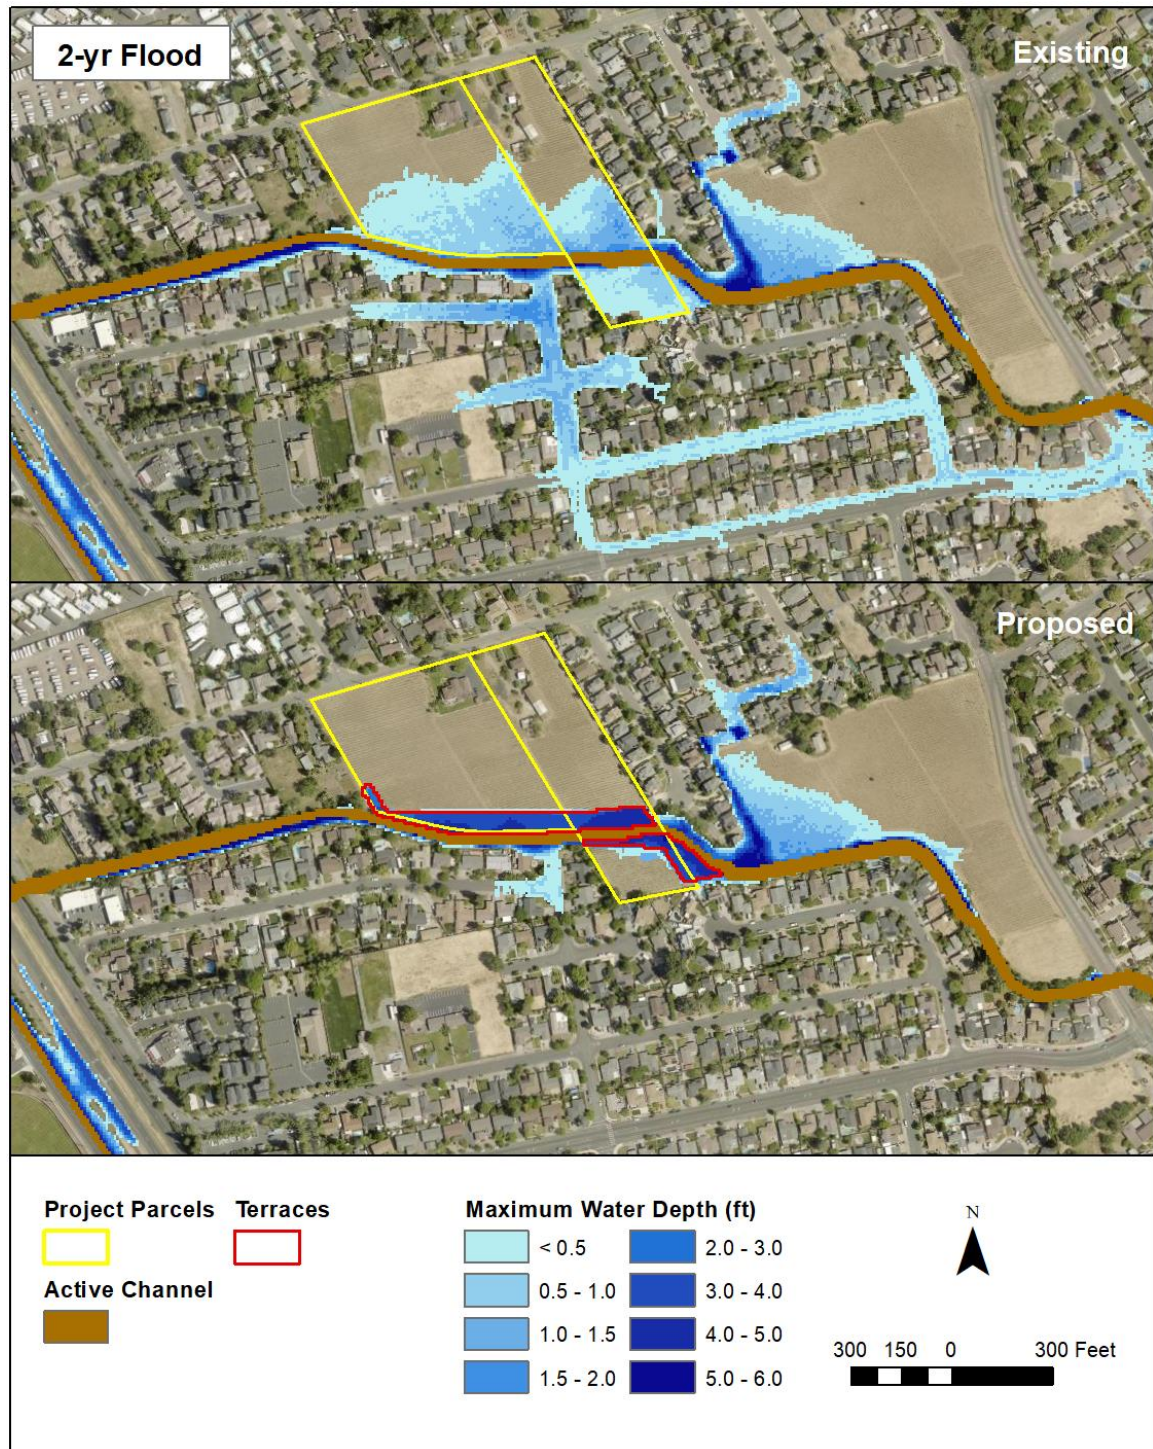 2-yr Flood
Existing
Proposed
Project Parcels
Terraces
Active Channel
Maximum Water Depth (ft)
< 0.5
0.5 - 1.0
1.0 - 1.5
1.5 - 2.0
2.0 - 3.0
3.0 - 4.0
4.0 - 5.0
5.0 - 6.0
N
300 150 0 300 Feet